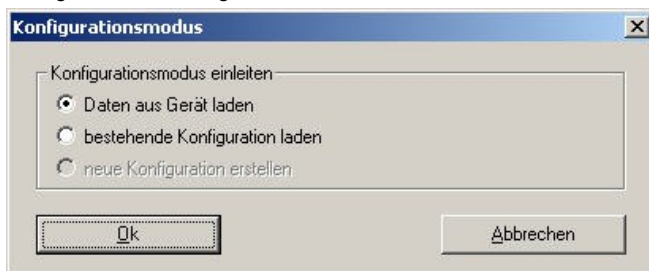 Konfigurationsmodus
Konfigurationsmodus einleiten
Daten aus Gerät laden
bestehende Konfiguration laden
neue Konfiguration erstellen
Ok
Abbrechen